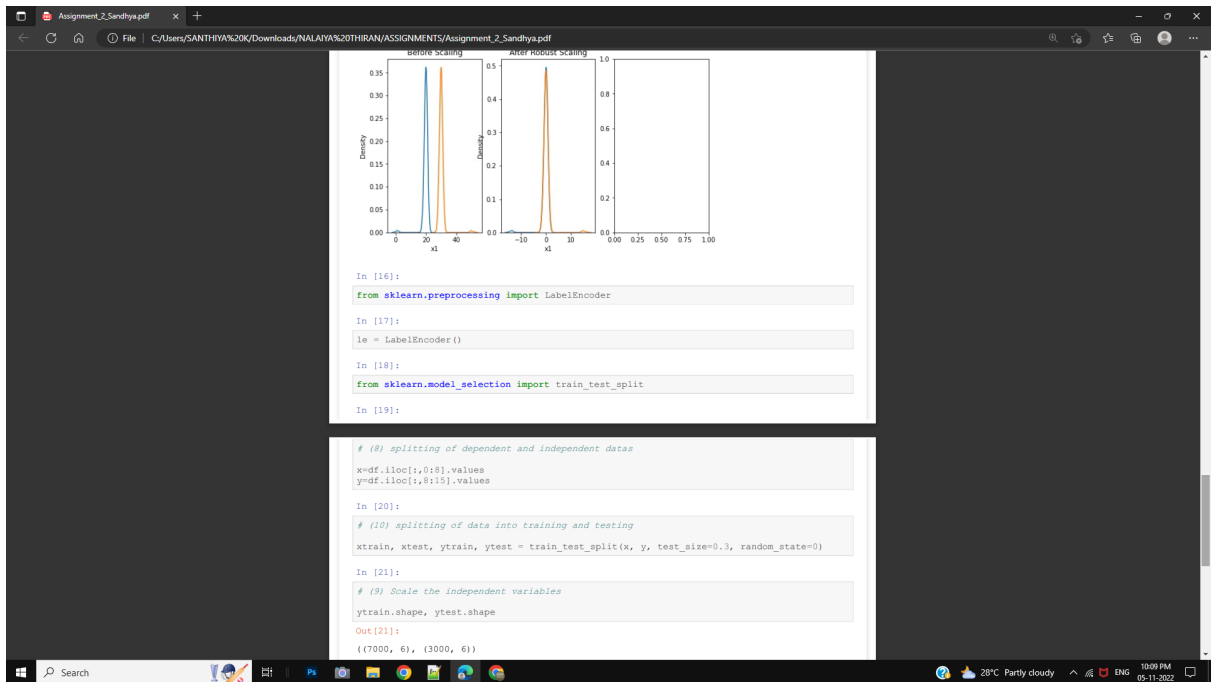 Assignment_2_Sandhya.pdf
File | C:/Users/SANTHIYA%20K/Downloads/NALAIYA%20THIRAN/ASSIGNMENTS/Assignment_2_Sandhya.pdf
Before Scaling
After Robust Scaling
0.35
0.30
0.25
0.20
0.15
0.10
0.05
0.00
Density
0 20 40
x1
0.5
0.4
0.3
0.2
0.1
0.0
Density
−10 0 10
x1
1.0
0.8
0.6
0.4
0.2
0.0
0.00 0.25 0.50 0.75 1.00
In [16]:
from sklearn.preprocessing import LabelEncoder
In [17]:
le = LabelEncoder()
In [18]:
from sklearn.model_selection import train_test_split
In [19]:
# (8) splitting of dependent and independent datas
x=df.iloc[:,0:8].values
y=df.iloc[:,8:15].values
In [20]:
# (10) splitting of data into training and testing
xtrain, xtest, ytrain, ytest = train_test_split(x, y, test_size=0.3, random_state=0)
In [21]:
# (9) Scale the independent variables
ytrain.shape, ytest.shape
Out[21]:
((7000, 6), (3000, 6))
Search
Ps
28°C Partly cloudy
ENG
10:09 PM
05-11-2022